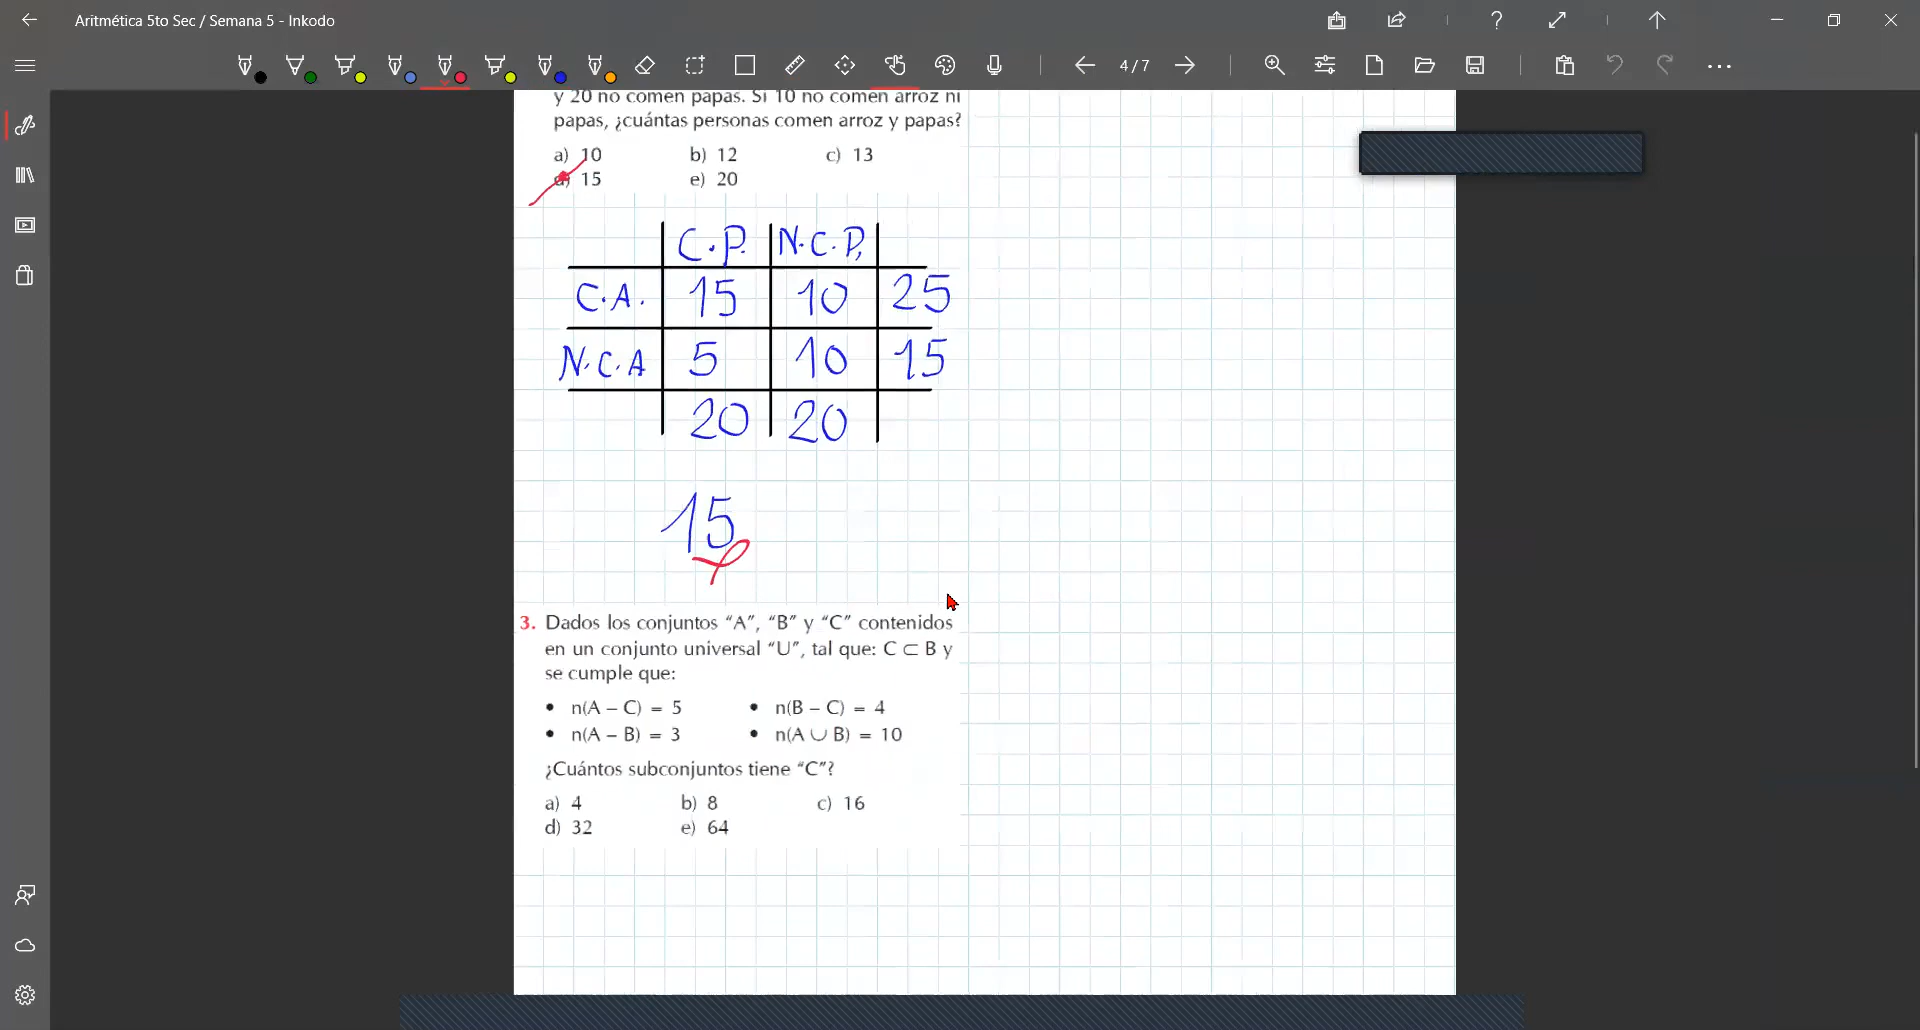 Aritmética 5to Sec / Semana 5 - Inkodo
4 / 7
y 20 no comen papas. Si 10 no comen arroz ni
papas, ¿cuántas personas comen arroz y papas?
a) 10 b) 12 c) 13
d) 15 e) 20
C.P. N.C.P.
C.A. 15 10 25
N.C.A 5 10 15
20 20
15
3. Dados los conjuntos “A”, “B” y “C” contenidos
en un conjunto universal “U”, tal que: C ⊂ B y
se cumple que:
• n(A – C) = 5 • n(B – C) = 4
• n(A – B) = 3 • n(A ∪ B) = 10
¿Cuántos subconjuntos tiene “C”?
a) 4 b) 8 c) 16
d) 32 e) 64